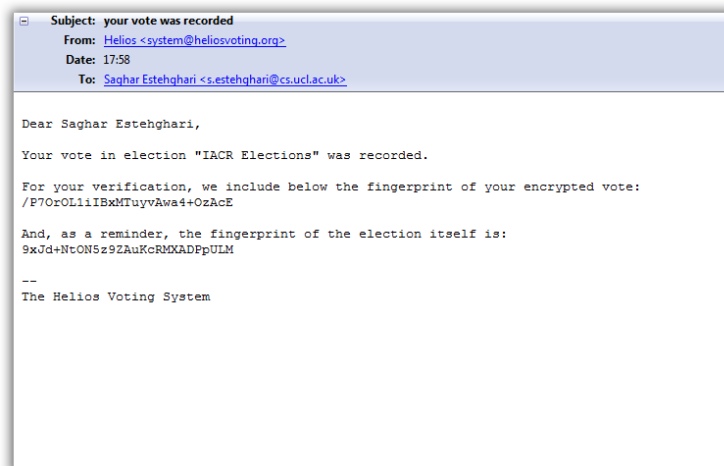 Subject: your vote was recorded
From: Helios <system@heliosvoting.org>
Date: 17:58
To: Saghar Estehghari <s.estehghari@cs.ucl.ac.uk>
Dear Saghar Estehghari,
Your vote in election "IACR Elections" was recorded.
For your verification, we include below the fingerprint of your encrypted vote:
/P7OrOL1iIBxMTuyvAwa4+OzAcE
And, as a reminder, the fingerprint of the election itself is:
9xJd+NtON5z9ZAuKcRMXADPpULM
--
The Helios Voting System